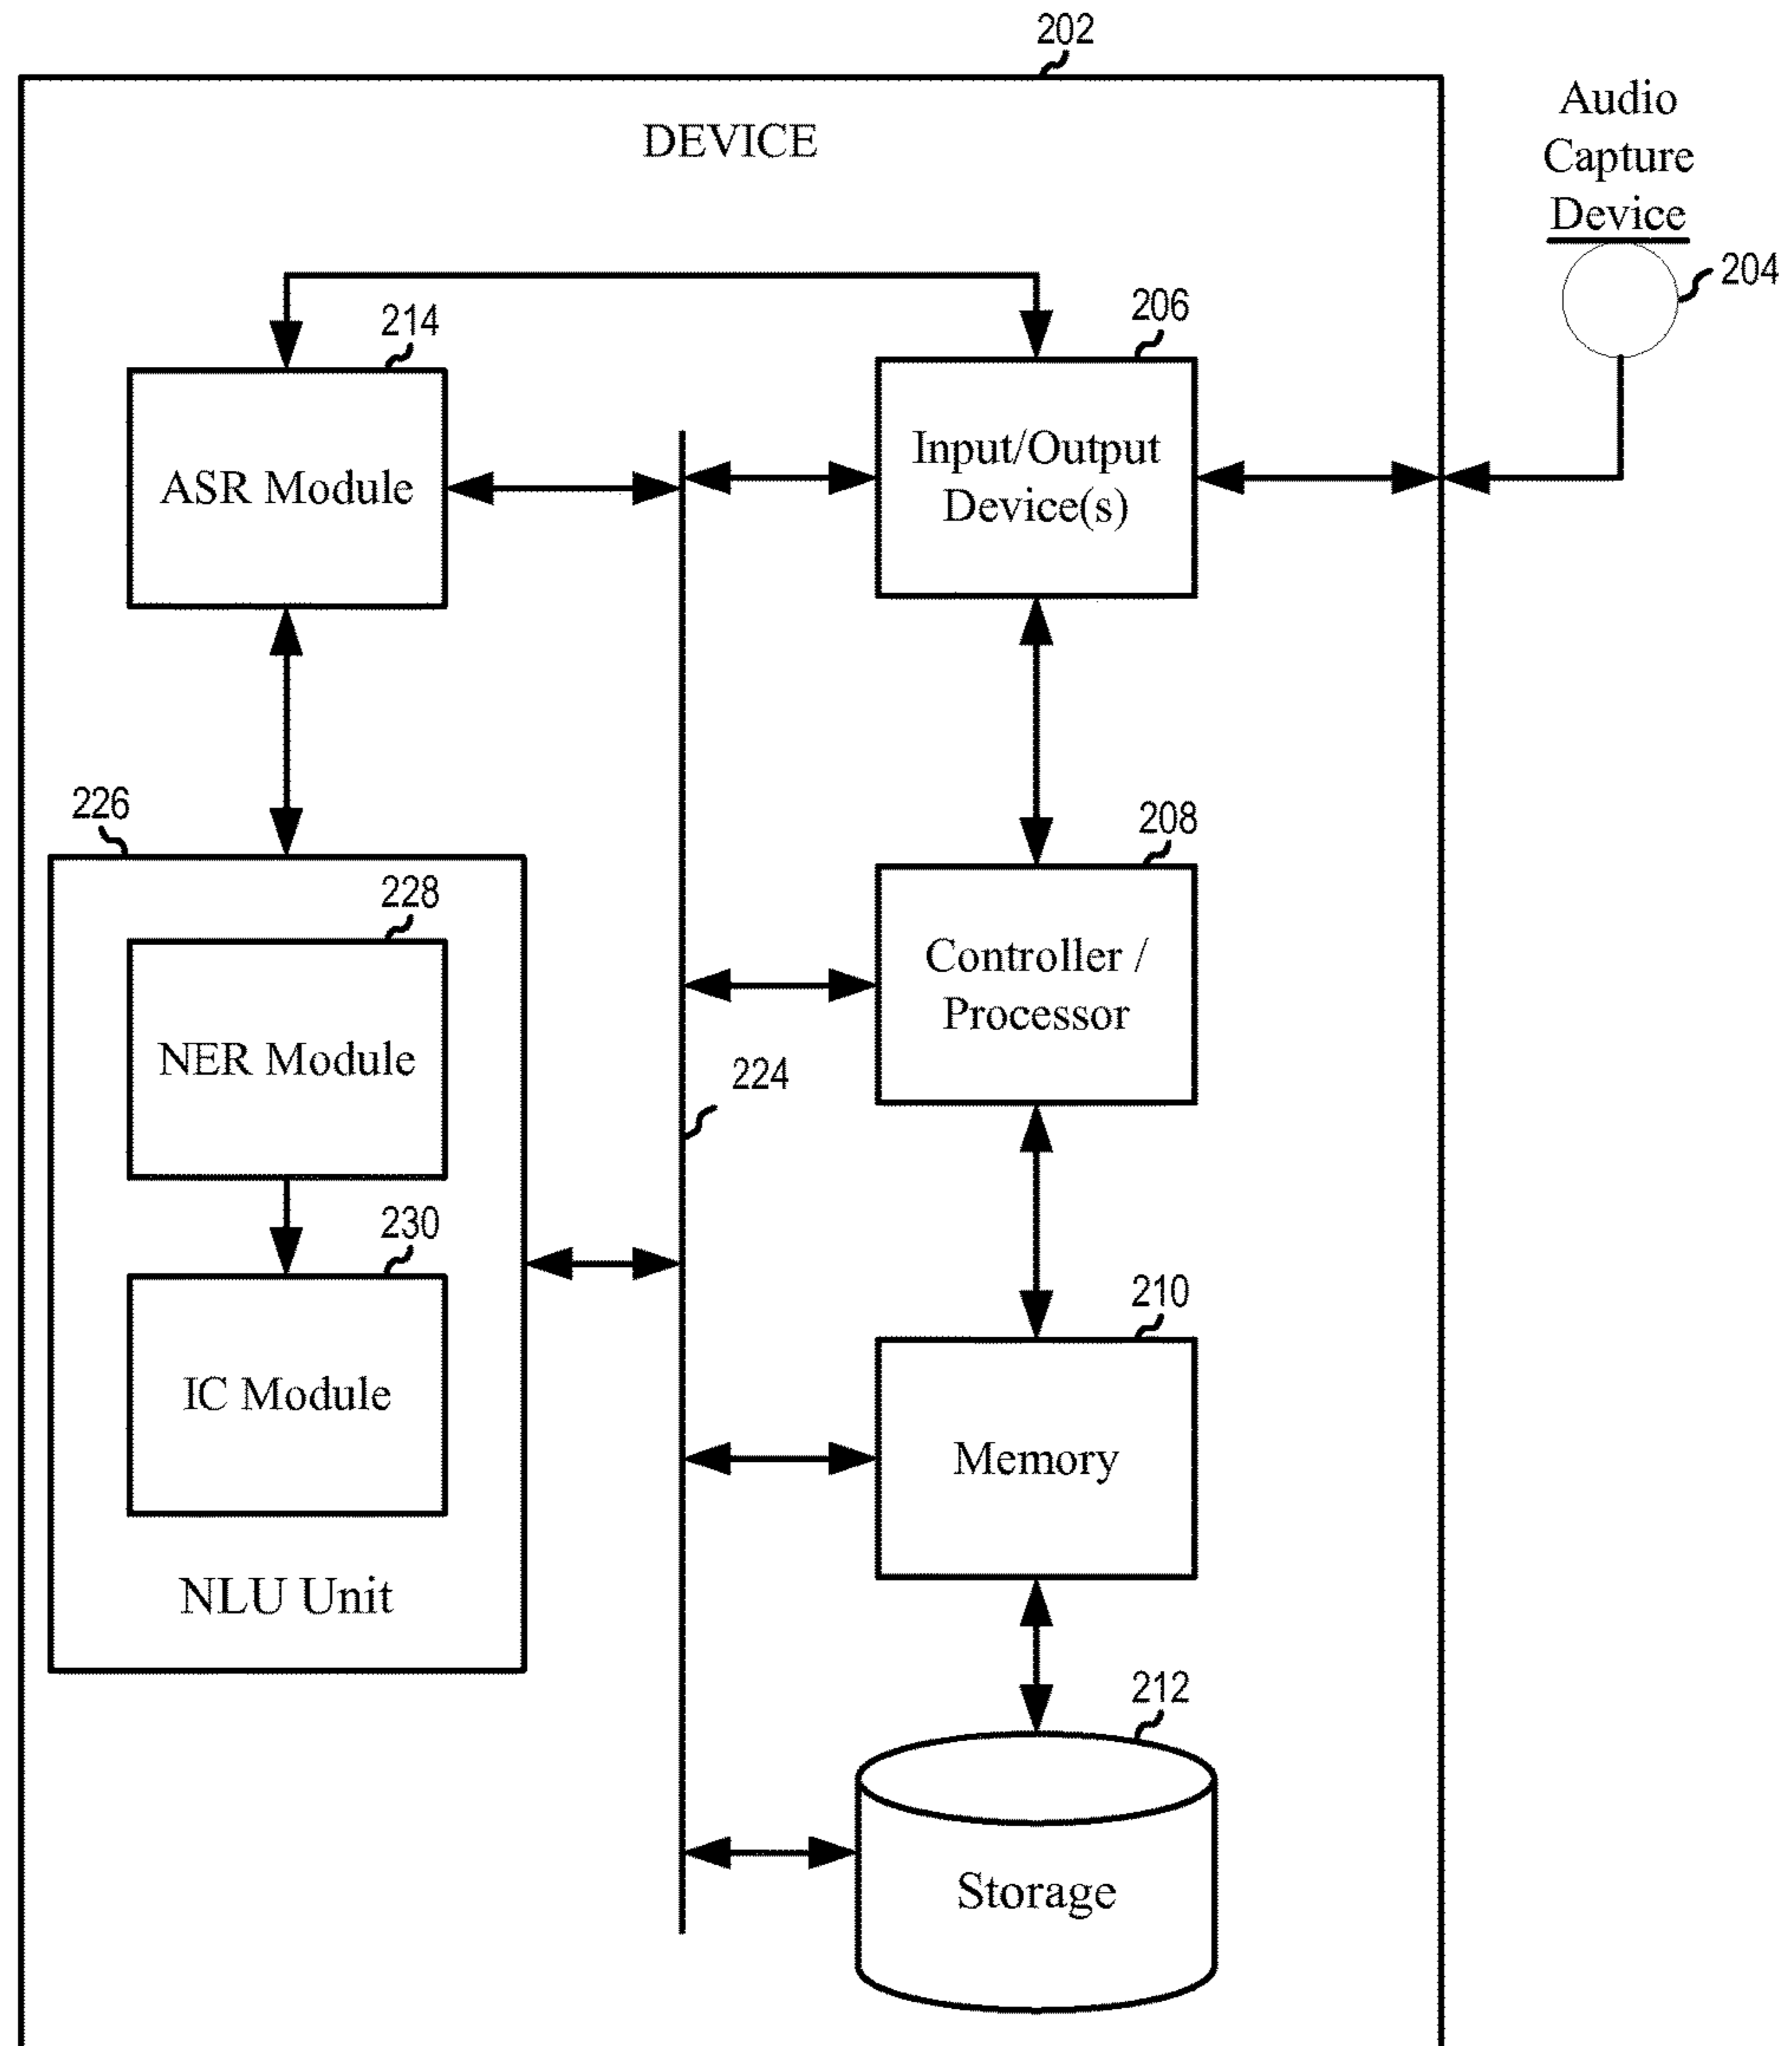 202
DEVICE
Audio
Capture
Device
204
214
206
ASR Module
Input/Output
Device(s)
226
208
228
Controller /
Processor
NER Module
224
230
210
IC Module
Memory
NLU Unit
212
Storage